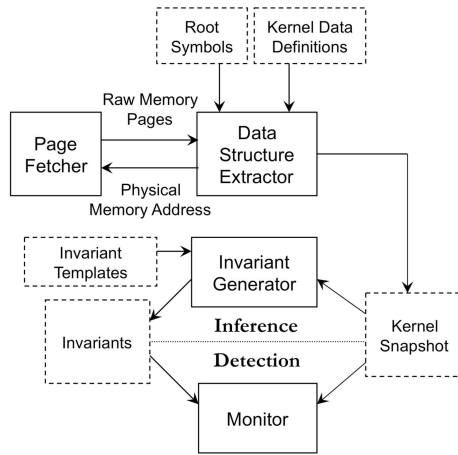 Root
Symbols
Kernel Data
Definitions
Raw Memory
Pages
Page
Fetcher
Data
Structure
Extractor
Physical
Memory Address
Invariant
Templates
Invariant
Generator
Invariants
Inference
Detection
Kernel
Snapshot
Monitor